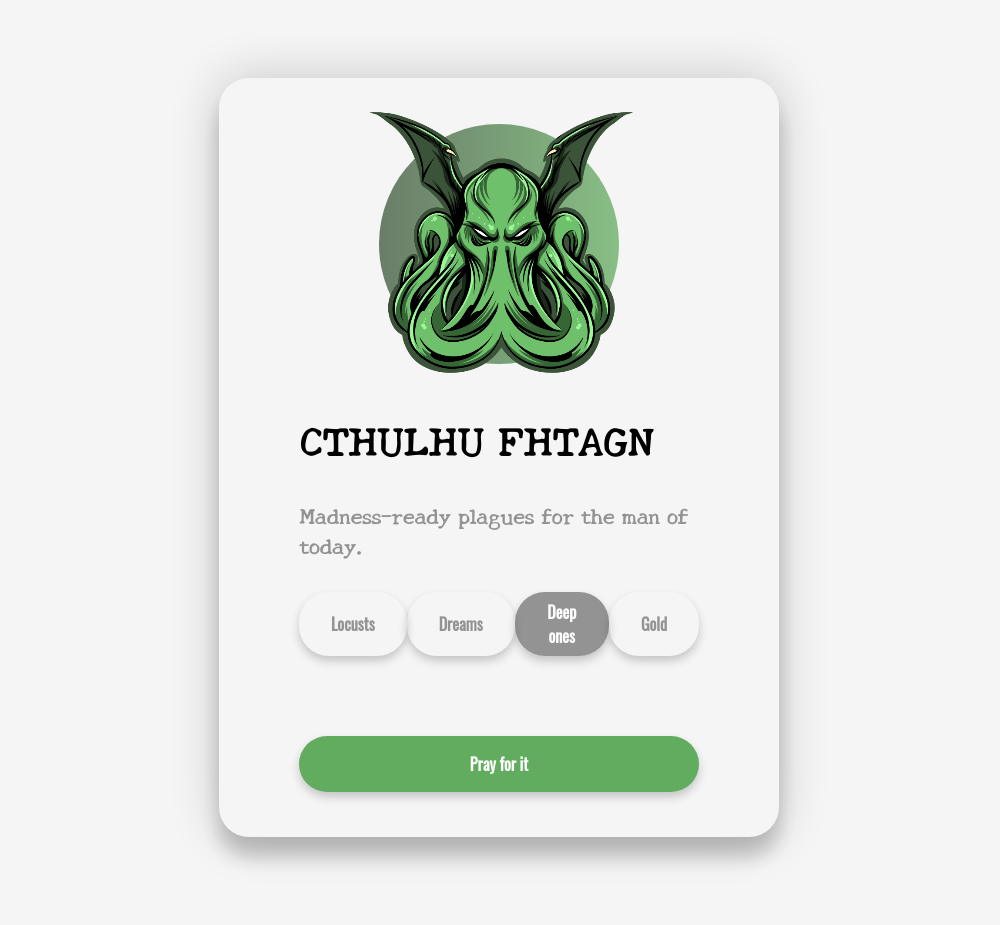 CTHULHU FHTAGN
Madness-ready plagues for the man of
today.
Locusts
Dreams
Deep
ones
Gold
Pray for it